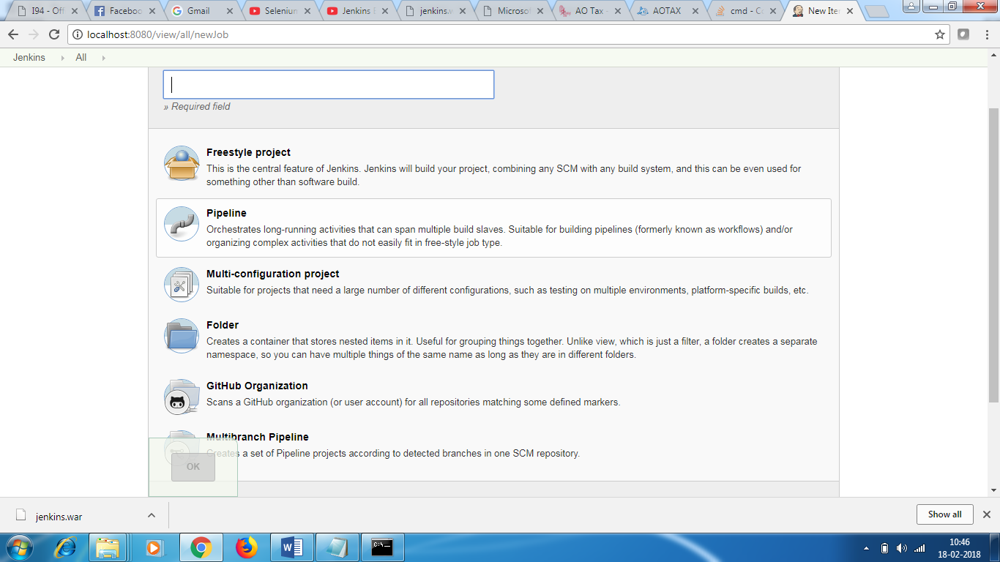 I94 - Off
Faceboo
Gmail
Selenium
Jenkins E
jenkins.w
Microso
AO Tax -
AOTAX
cmd - C
New Ite
localhost:8080/view/all/newJob
Jenkins
All
» Required field
Freestyle project
This is the central feature of Jenkins. Jenkins will build your project, combining any SCM with any build system, and this can be even used for
something other than software build.
Pipeline
Orchestrates long-running activities that can span multiple build slaves. Suitable for building pipelines (formerly known as workflows) and/or
organizing complex activities that do not easily fit in free-style job type.
Multi-configuration project
Suitable for projects that need a large number of different configurations, such as testing on multiple environments, platform-specific builds, etc.
Folder
Creates a container that stores nested items in it. Useful for grouping things together. Unlike view, which is just a filter, a folder creates a separate
namespace, so you can have multiple things of the same name as long as they are in different folders.
GitHub Organization
Scans a GitHub organization (or user account) for all repositories matching some defined markers.
Multibranch Pipeline
Creates a set of Pipeline projects according to detected branches in one SCM repository.
OK
jenkins.war
Show all
10:46
18-02-2018